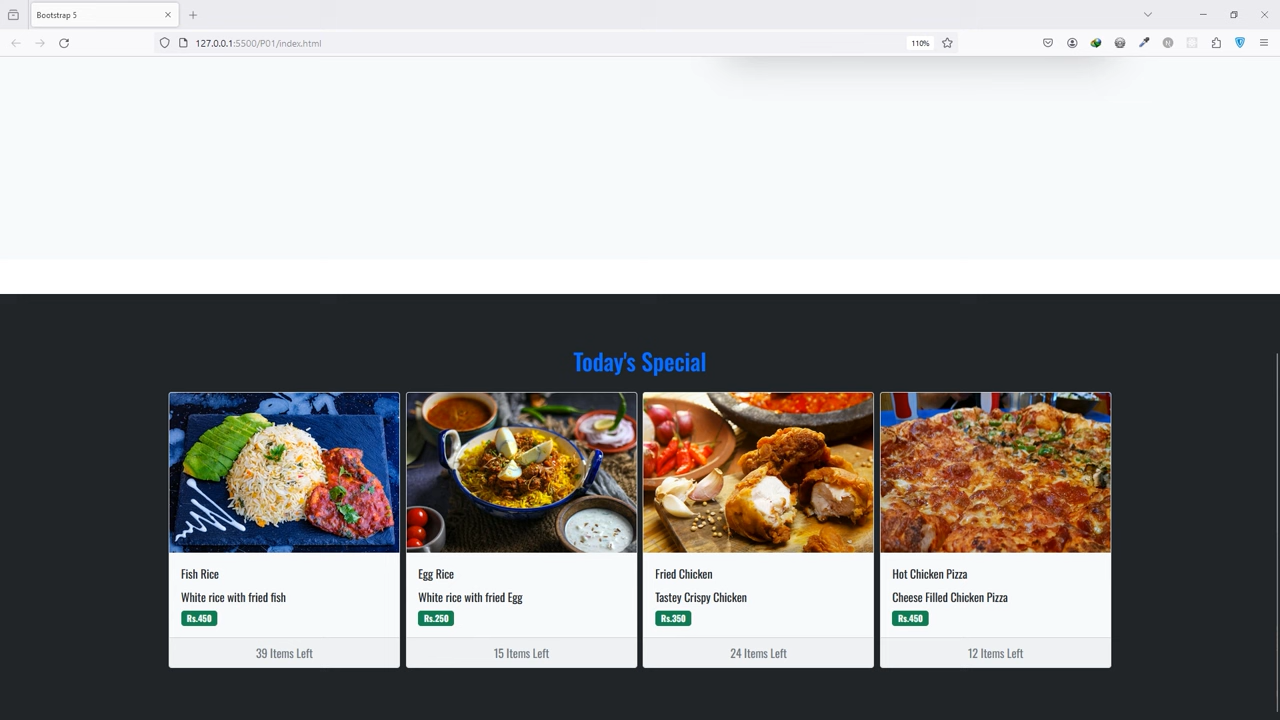 Bootstrap 5
127.0.0.1:5500/P01/index.html
110%
Today's Special
Fish Rice
White rice with fried fish
Rs.450
39 Items Left
Egg Rice
White rice with fried Egg
Rs.250
15 Items Left
Fried Chicken
Tastey Crispy Chicken
Rs.350
24 Items Left
Hot Chicken Pizza
Cheese Filled Chicken Pizza
Rs.450
12 Items Left